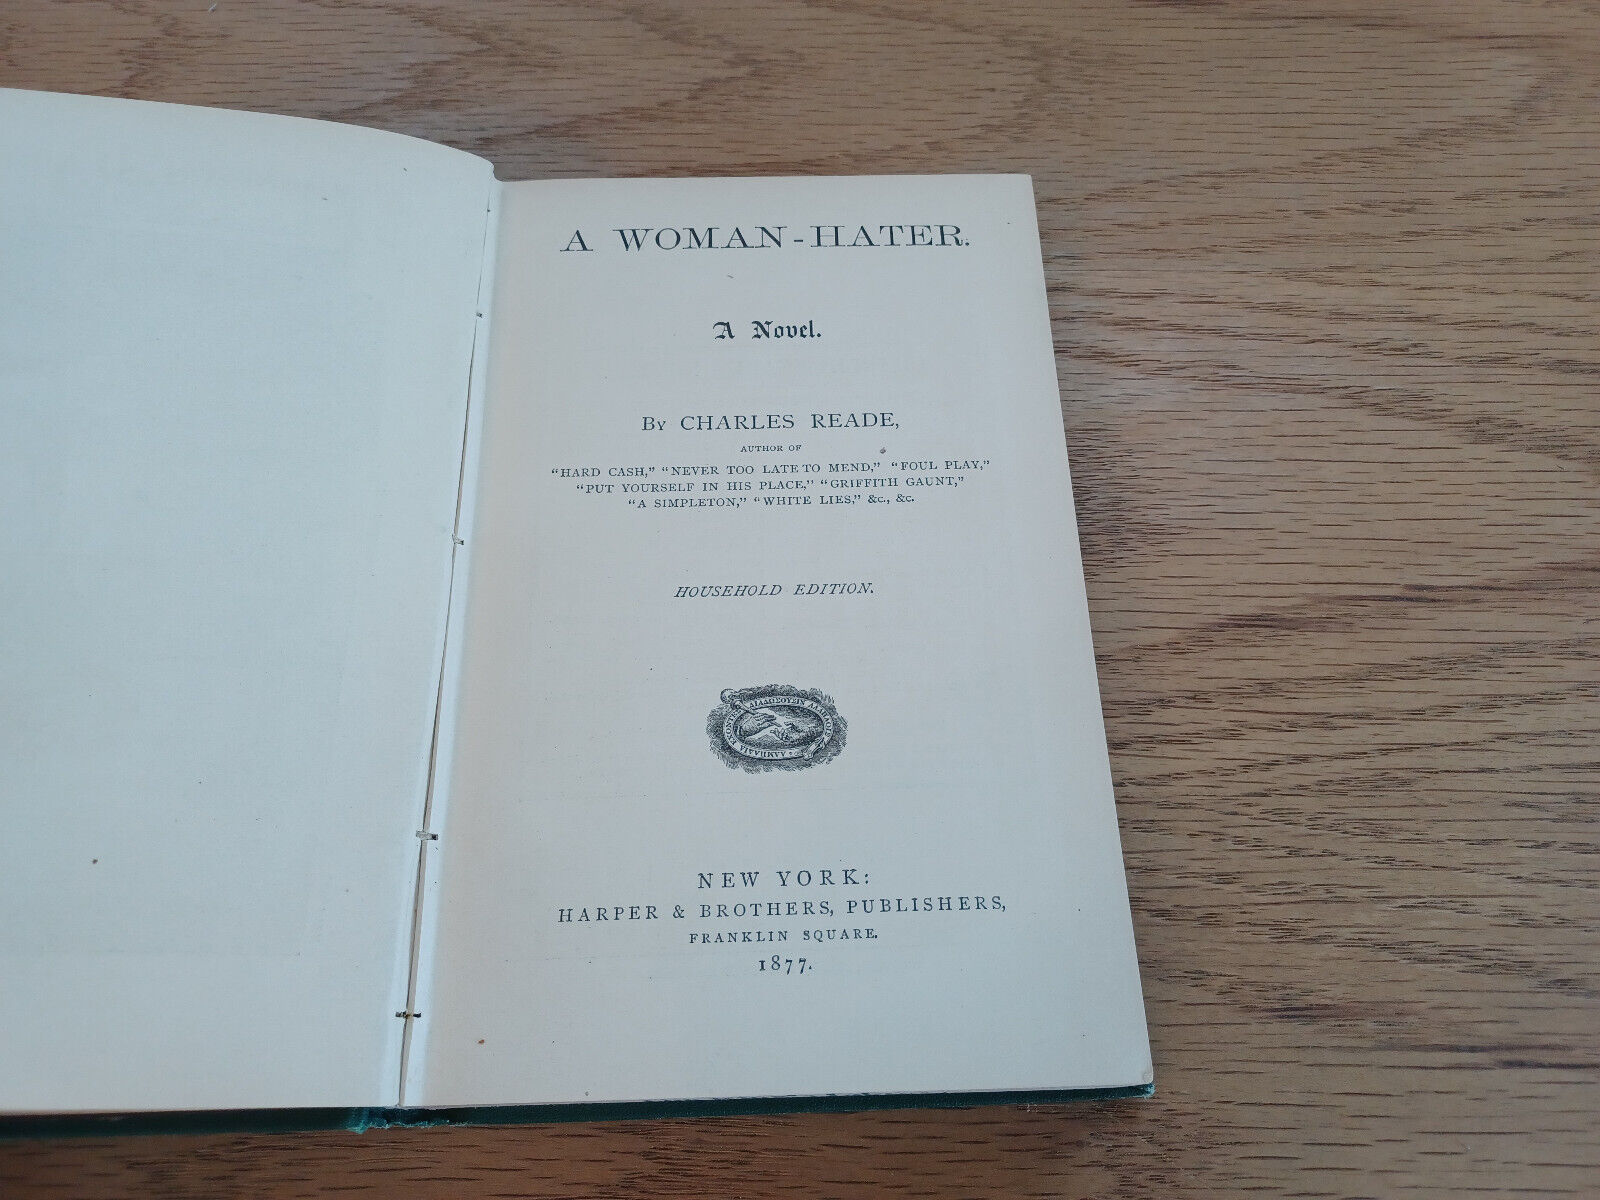 A WOMAN-HATER.
A Novel.
By CHARLES READE,
AUTHOR OF
"HARD CASH," "NEVER TOO LATE TO MEND," "FOUL PLAY,"
"PUT YOURSELF IN HIS PLACE," "GRIFFITH GAUNT,"
"A SIMPLETON," "WHITE LIES," &c., &c.
HOUSEHOLD EDITION.
NEW YORK:
HARPER & BROTHERS, PUBLISHERS,
FRANKLIN SQUARE.
1877.